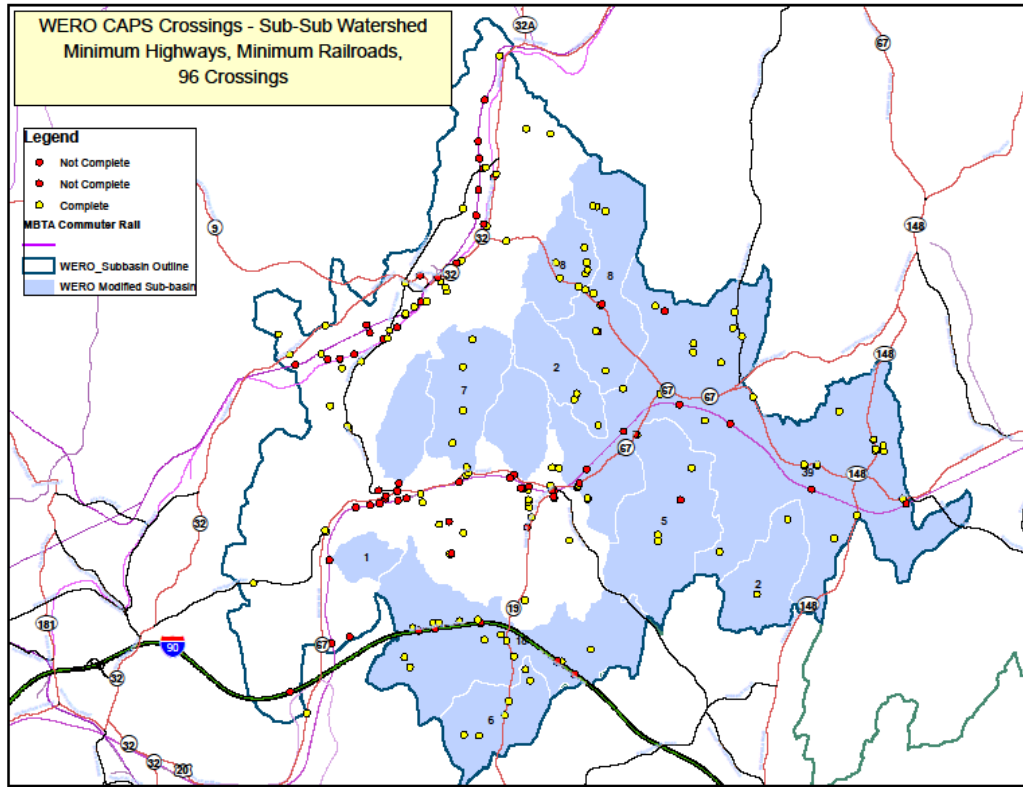 WERO CAPS Crossings - Sub-Sub Watershed
Minimum Highways, Minimum Railroads,
96 Crossings
Legend
Not Complete
Not Complete
Complete
MBTA Commuter Rail
WERO_Subbasin Outline
WERO Modified Sub-basin
32A
67
9
148
32
32
8
8
148
2
7
67
67
67
39
148
32
5
1
2
19
148
181
67
90
18
32
6
32
32
20